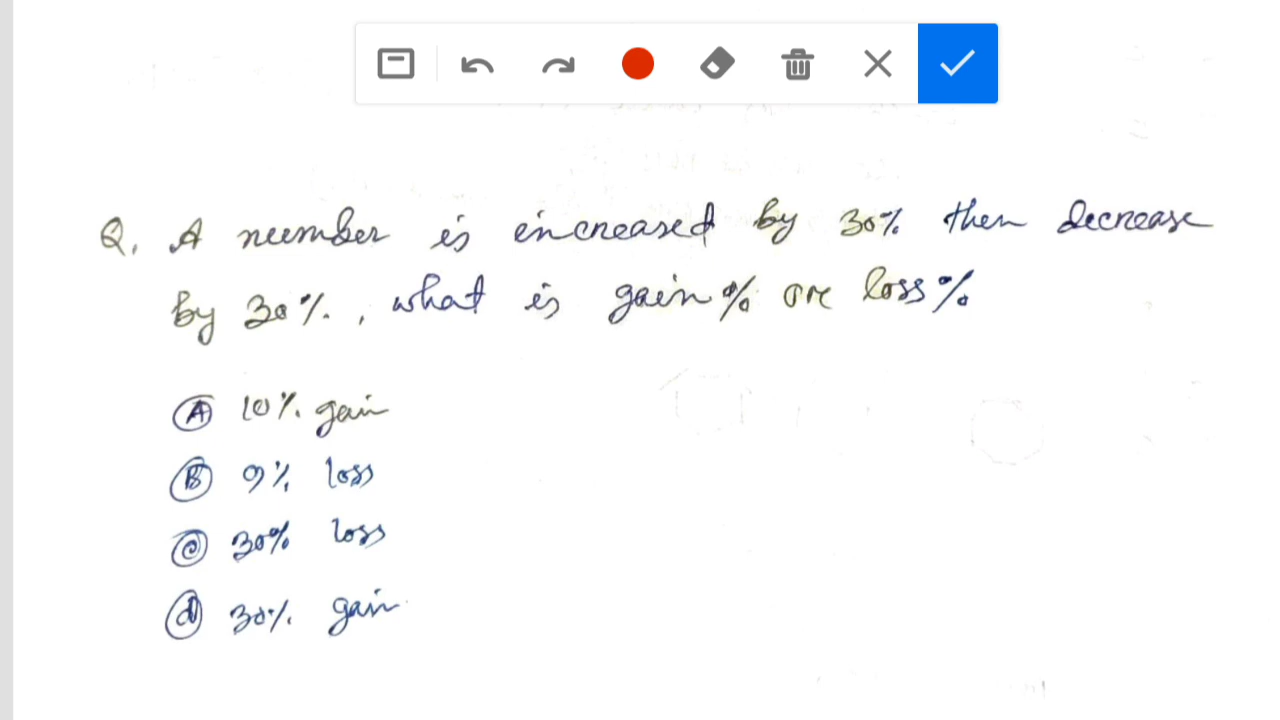 Q. A number is increased by 30% then decrease
by 30%. , what is gain% or loss%
A 10% gain
B 9% loss
C 30% loss
d 30% gain